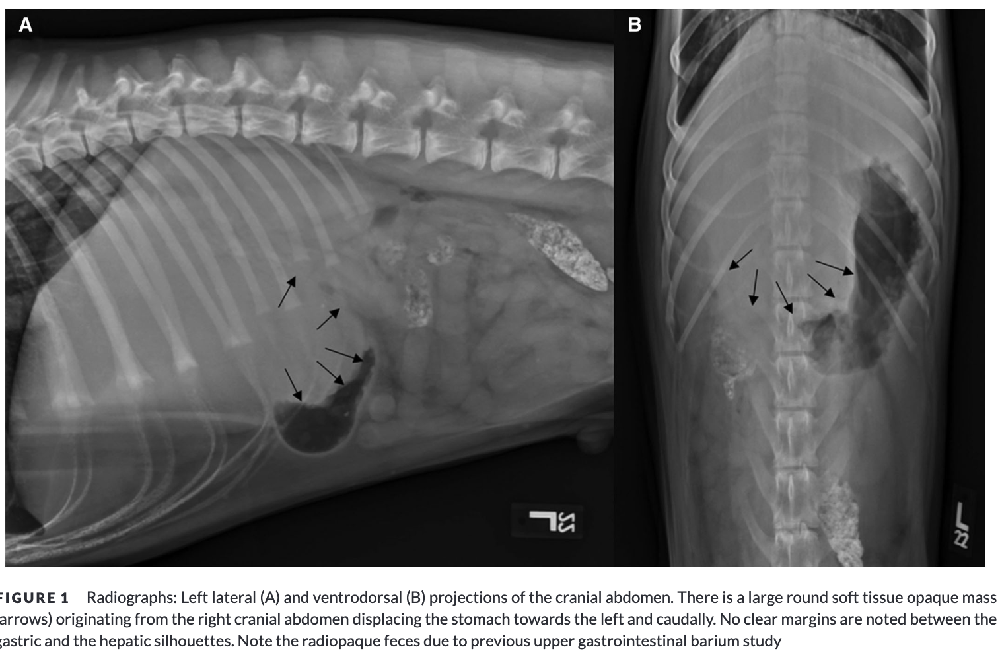 A
B
L
22
L
22
FIGURE 1 Radiographs: Left lateral (A) and ventrodorsal (B) projections of the cranial abdomen. There is a large round soft tissue opaque mass
(arrows) originating from the right cranial abdomen displacing the stomach towards the left and caudally. No clear margins are noted between the
gastric and the hepatic silhouettes. Note the radiopaque feces due to previous upper gastrointestinal barium study